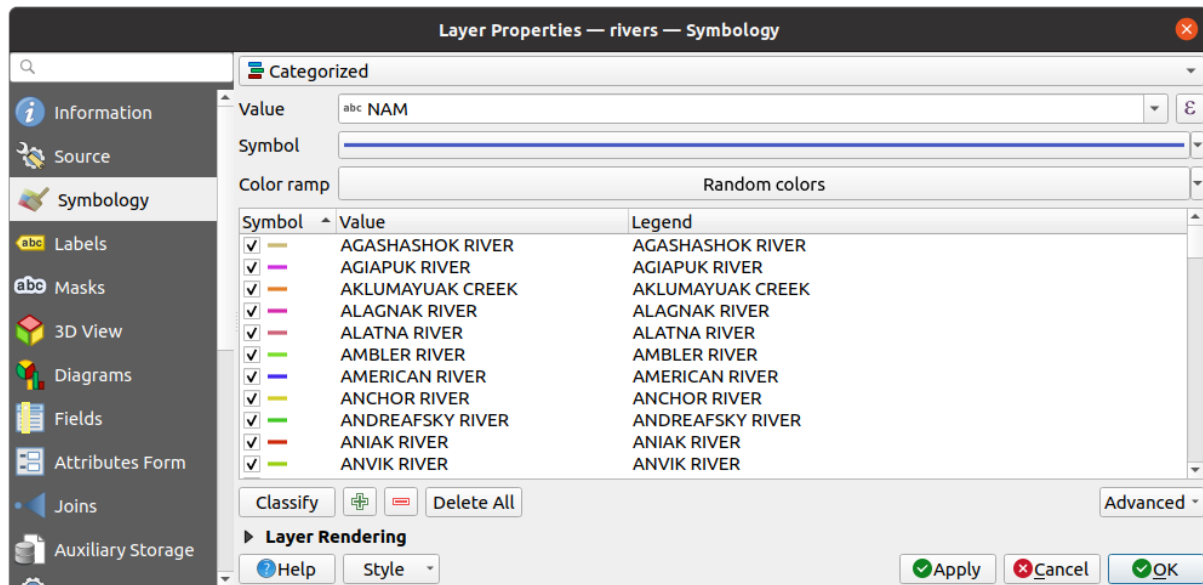 Layer Properties — rivers — Symbology
Information
Source
Symbology
abc Labels
abc Masks
3D View
Diagrams
Fields
Attributes Form
Joins
Auxiliary Storage
Categorized
Value abc NAM ε
Symbol
Color ramp Random colors
Symbol Value Legend
AGASHASHOK RIVER AGASHASHOK RIVER
AGIAPUK RIVER AGIAPUK RIVER
AKLUMAYUAK CREEK AKLUMAYUAK CREEK
ALAGNAK RIVER ALAGNAK RIVER
ALATNA RIVER ALATNA RIVER
AMBLER RIVER AMBLER RIVER
AMERICAN RIVER AMERICAN RIVER
ANCHOR RIVER ANCHOR RIVER
ANDREAFSKY RIVER ANDREAFSKY RIVER
ANIAK RIVER ANIAK RIVER
ANVIK RIVER ANVIK RIVER
Classify Delete All Advanced
Layer Rendering
Help Style Apply Cancel OK